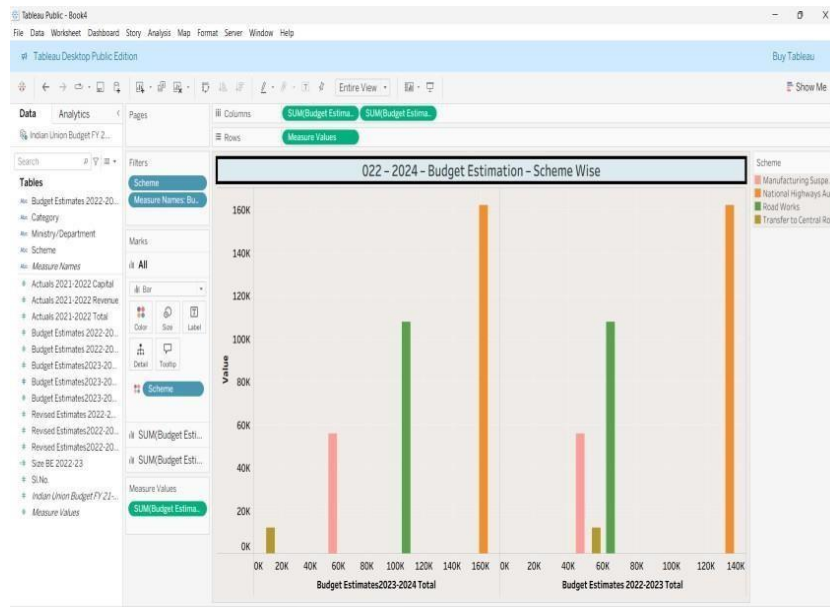 Tableau Public - Book4
File Data Worksheet Dashboard Story Analysis Map Format Server Window Help
Tableau Desktop Public Edition Buy Tableau
Entire View Show Me
Data Analytics Pages Columns SUM(Budget Estima.. SUM(Budget Estima..
Indian Union Budget FY 2... Rows Measure Values
Search Filters
022 - 2024 - Budget Estimation - Scheme Wise
Scheme
Tables
Scheme
Measure Names: Bu..
Manufacturing Suspe
National Highways Au
Road Works
Transfer to Central Ro
Abc Budget Estimates 2022-20...
Abc Category
Abc Ministry/Department
Abc Scheme
Abc Measure Names
# Actuals 2021-2022 Capital
# Actuals 2021-2022 Revenue
# Actuals 2021-2022 Total
# Budget Estimates 2022-20...
# Budget Estimates 2022-20...
# Budget Estimates2023-20...
# Budget Estimates2023-20...
# Budget Estimates2023-20...
# Revised Estimates 2022-2...
# Revised Estimates2022-20...
# Revised Estimates2022-20...
# Size BE 2022-23
# Sl.No.
# Indian Union Budget FY 21-...
# Measure Values
Marks
All
Bar
Color Size Label
Detail Tooltip
Scheme
SUM(Budget Esti...
SUM(Budget Esti...
Measure Values
SUM(Budget Estima..
Value
160K
140K
120K
100K
80K
60K
40K
20K
0K
0K 20K 40K 60K 80K 100K 120K 140K 160K 0K 20K 40K 60K 80K 100K 120K 140K
Budget Estimates2023-2024 Total Budget Estimates 2022-2023 Total